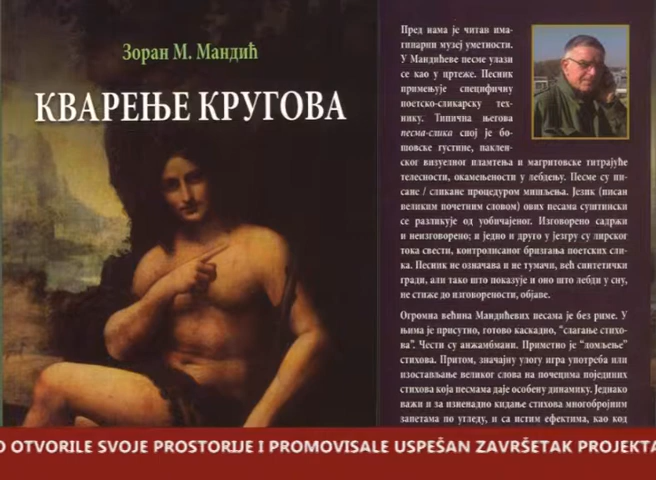 Зоран М. Мандић
КВАРЕЊЕ КРУГОВА
Пред нама је читав има-
гинарни музеј уметности.
У Мандићеве песме улази
се као у цртеже. Песник
примењује специфичну
поетско-сликарску тех-
нику. Типична његова
песма-слика спој је бо-
шовске густине, паклен-
ског визуелног пламтења и магритовске титрајуће
телесности, окамењености у лебдењу. Песме су пи-
сане / сликане процедуром мишљења. Језик (писан
великим почетним словом) ових песама суштински
се разликује од уобичајеног. Изговорено садржи
и неизговорено; и једно и друго у језгру су лирског
тока свести, контролисаног бризгања поетских сли-
ка. Песник не означава и не тумачи, већ синтетички
гради, али тако што показује и оно што лебди у сну,
не стиже до изговорености, објаве.
Огромна већина Мандићевих песама је без риме. У
њима је присутно, готово каскадно, “слагање стихо-
ва”. Чести су анжамбмани. Приметно је “ломљење”
стихова. Притом, значајну улогу игра употреба или
изостављање великог слова на почецима појединих
стихова која песмама даје особену динамику. Једнако
важи и за изненадно кидање стихова многобројним
запетама по угледу, и са истим ефектима, као код
O OTVORILE SVOJE PROSTORIJE I PROMOVISALE USPEŠAN ZAVRŠETAK PROJEKTA